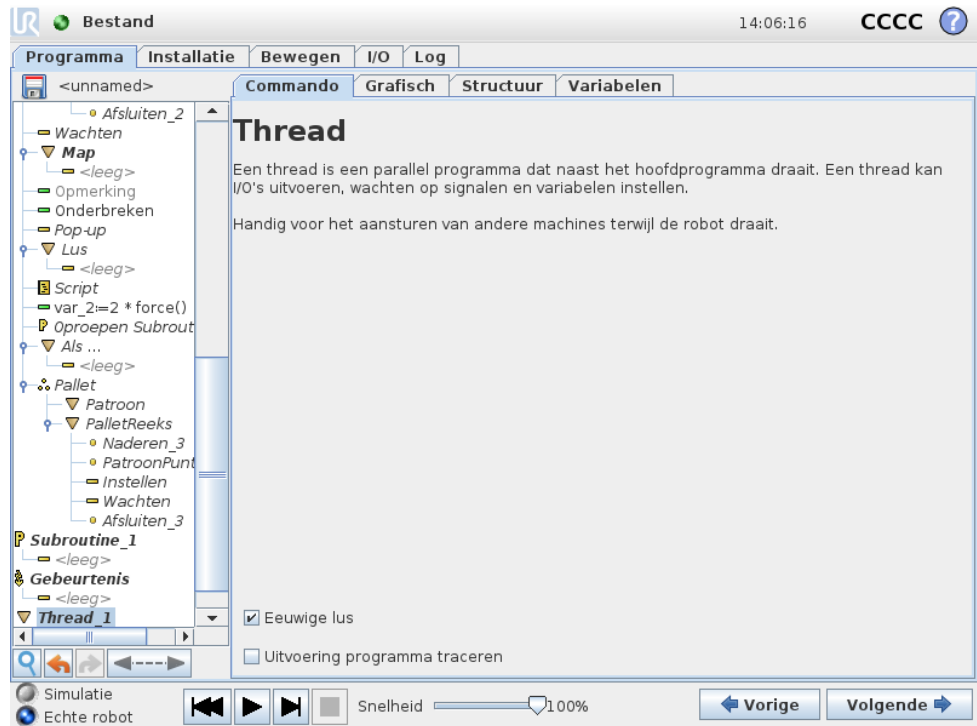 UR Bestand 14:06:16 CCCC ?
Programma Installatie Bewegen I/O Log
<unnamed>
Commando Grafisch Structuur Variabelen
Afsluiten_2
Wachten
Map
<leeg>
Opmerking
Onderbreken
Pop-up
Lus
<leeg>
Script
var_2:=2 * force()
Oproepen Subrout
Als ...
<leeg>
Pallet
Patroon
PalletReeks
Naderen_3
PatroonPunt
Instellen
Wachten
Afsluiten_3
Subroutine_1
<leeg>
Gebeurtenis
<leeg>
Thread_1
Thread
Een thread is een parallel programma dat naast het hoofdprogramma draait. Een thread kan
I/O's uitvoeren, wachten op signalen en variabelen instellen.
Handig voor het aansturen van andere machines terwijl de robot draait.
Eeuwige lus
Uitvoering programma traceren
Simulatie
Echte robot
Snelheid 100%
Vorige
Volgende